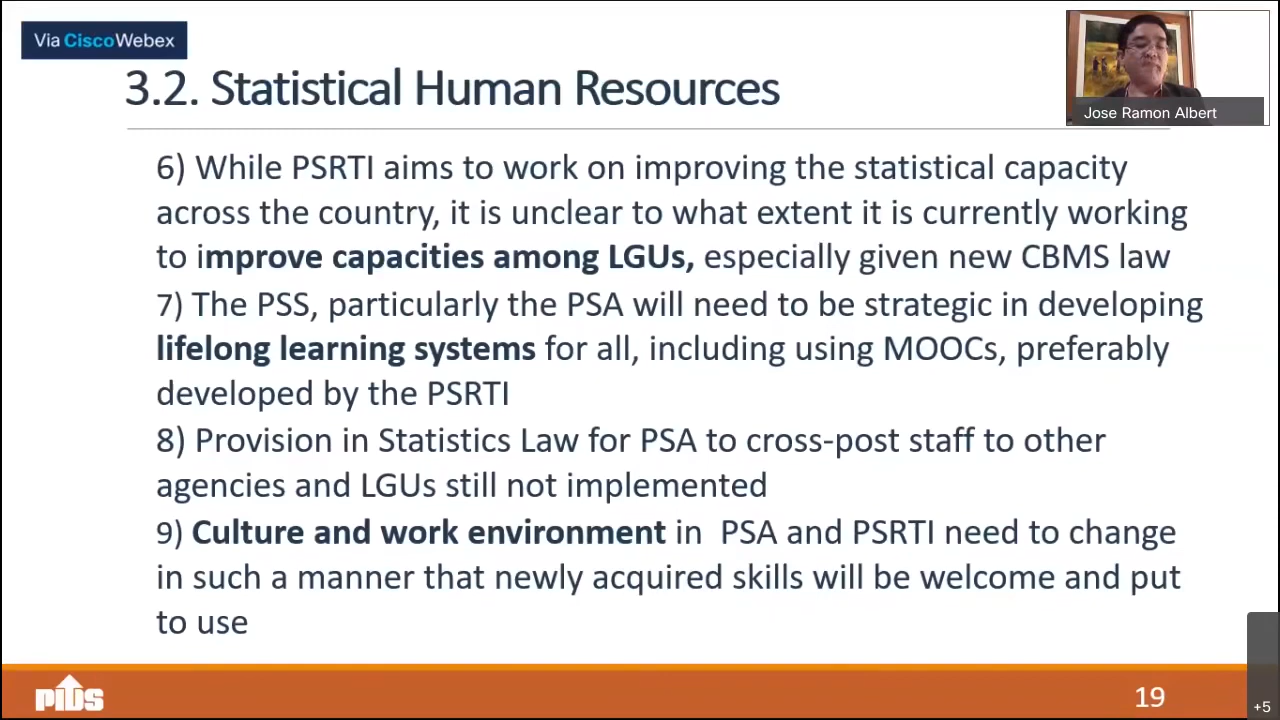 Via CiscoWebex
3.2. Statistical Human Resources
Jose Ramon Albert
6) While PSRTI aims to work on improving the statistical capacity
across the country, it is unclear to what extent it is currently working
to improve capacities among LGUs, especially given new CBMS law
7) The PSS, particularly the PSA will need to be strategic in developing
lifelong learning systems for all, including using MOOCs, preferably
developed by the PSRTI
8) Provision in Statistics Law for PSA to cross-post staff to other
agencies and LGUs still not implemented
9) Culture and work environment in  PSA and PSRTI need to change
in such a manner that newly acquired skills will be welcome and put
to use
pids
19
+5